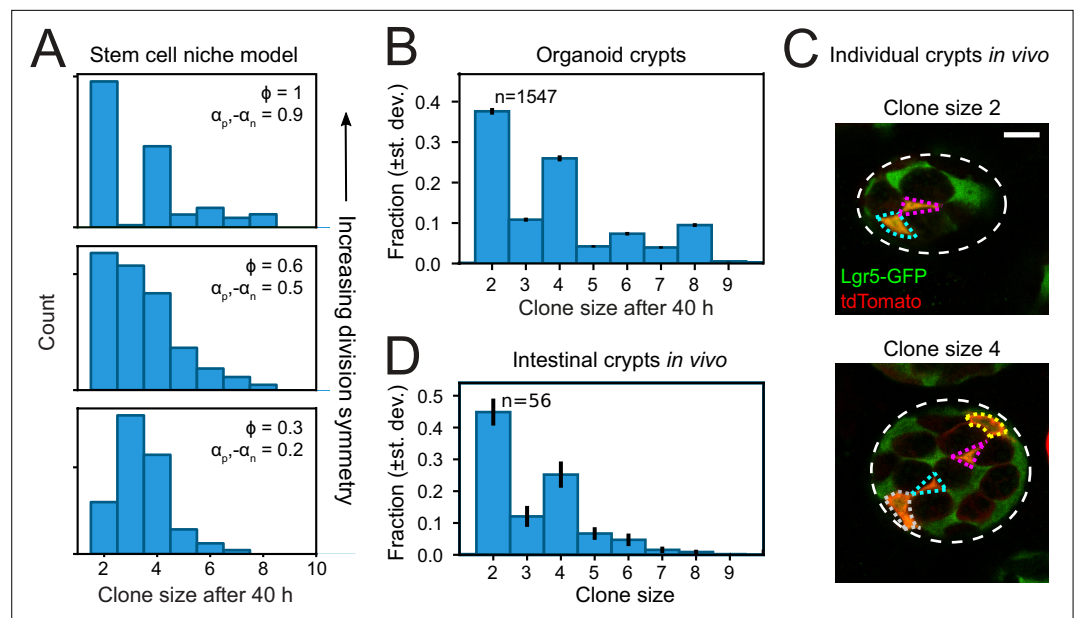 A
Stem cell niche model
ϕ = 1
αp,-αn = 0.9
ϕ = 0.6
αp,-αn = 0.5
ϕ = 0.3
αp,-αn = 0.2
Count
2 4 6 8 10
Clone size after 40 h
Increasing division symmetry
B
Organoid crypts
n=1547
Fraction (±st. dev.)
0.4
0.3
0.2
0.1
0.0
2 3 4 5 6 7 8 9
Clone size after 40 h
C
Individual crypts in vivo
Clone size 2
Lgr5-GFP
tdTomato
Clone size 4
D
Intestinal crypts in vivo
n=56
Fraction (±st. dev.)
0.5
0.4
0.3
0.2
0.1
0.0
2 3 4 5 6 7 8 9
Clone size